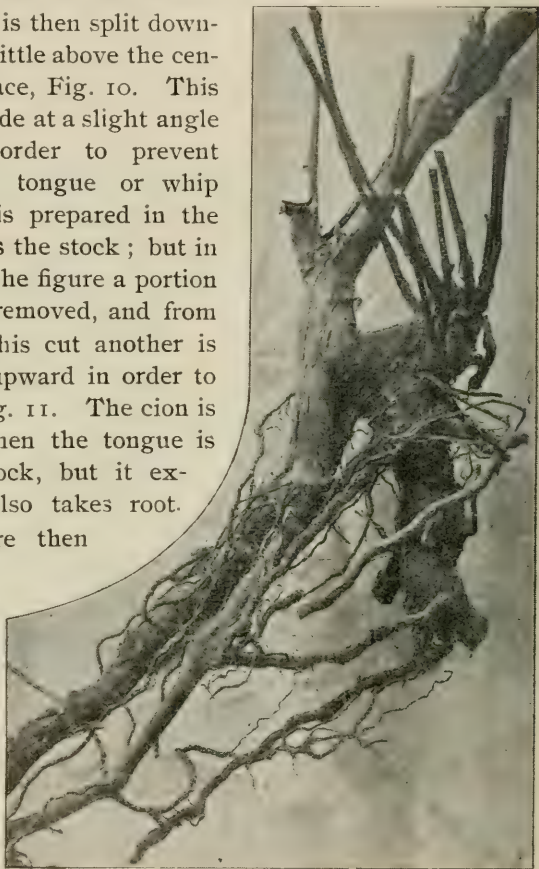 is then split down-
ittle above the cen-
ace, Fig. 10. This
de at a slight angle
order to prevent
tongue or whip
is prepared in the
s the stock ; but in
he figure a portion
removed, and from
his cut another is
upward in order to
g. 11. The cion is
hen the tongue is
ock, but it ex-
lso takes root.
re then